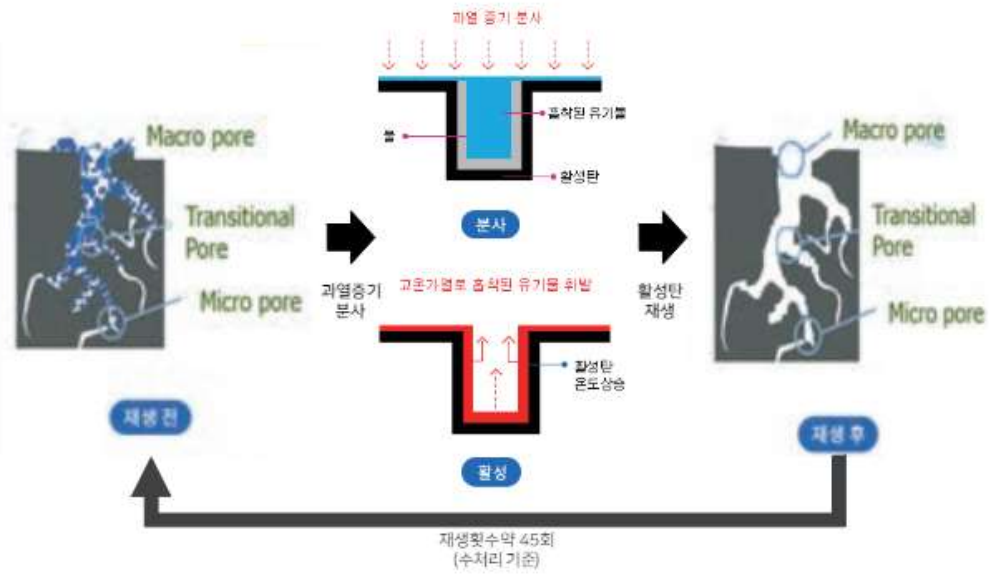 과열 증기 분사
흡착된 유기물
물
활성탄
분사
Macro pore
Transitional
Pore
Micro pore
재생 전
과열증기
분사
고온가열로 흡착된 유기물 휘발
활성탄
온도상승
활성
활성탄
재생
Macro pore
Transitional
Pore
Micro pore
재생 후
재생횟수약 45회
(수처리 기준)